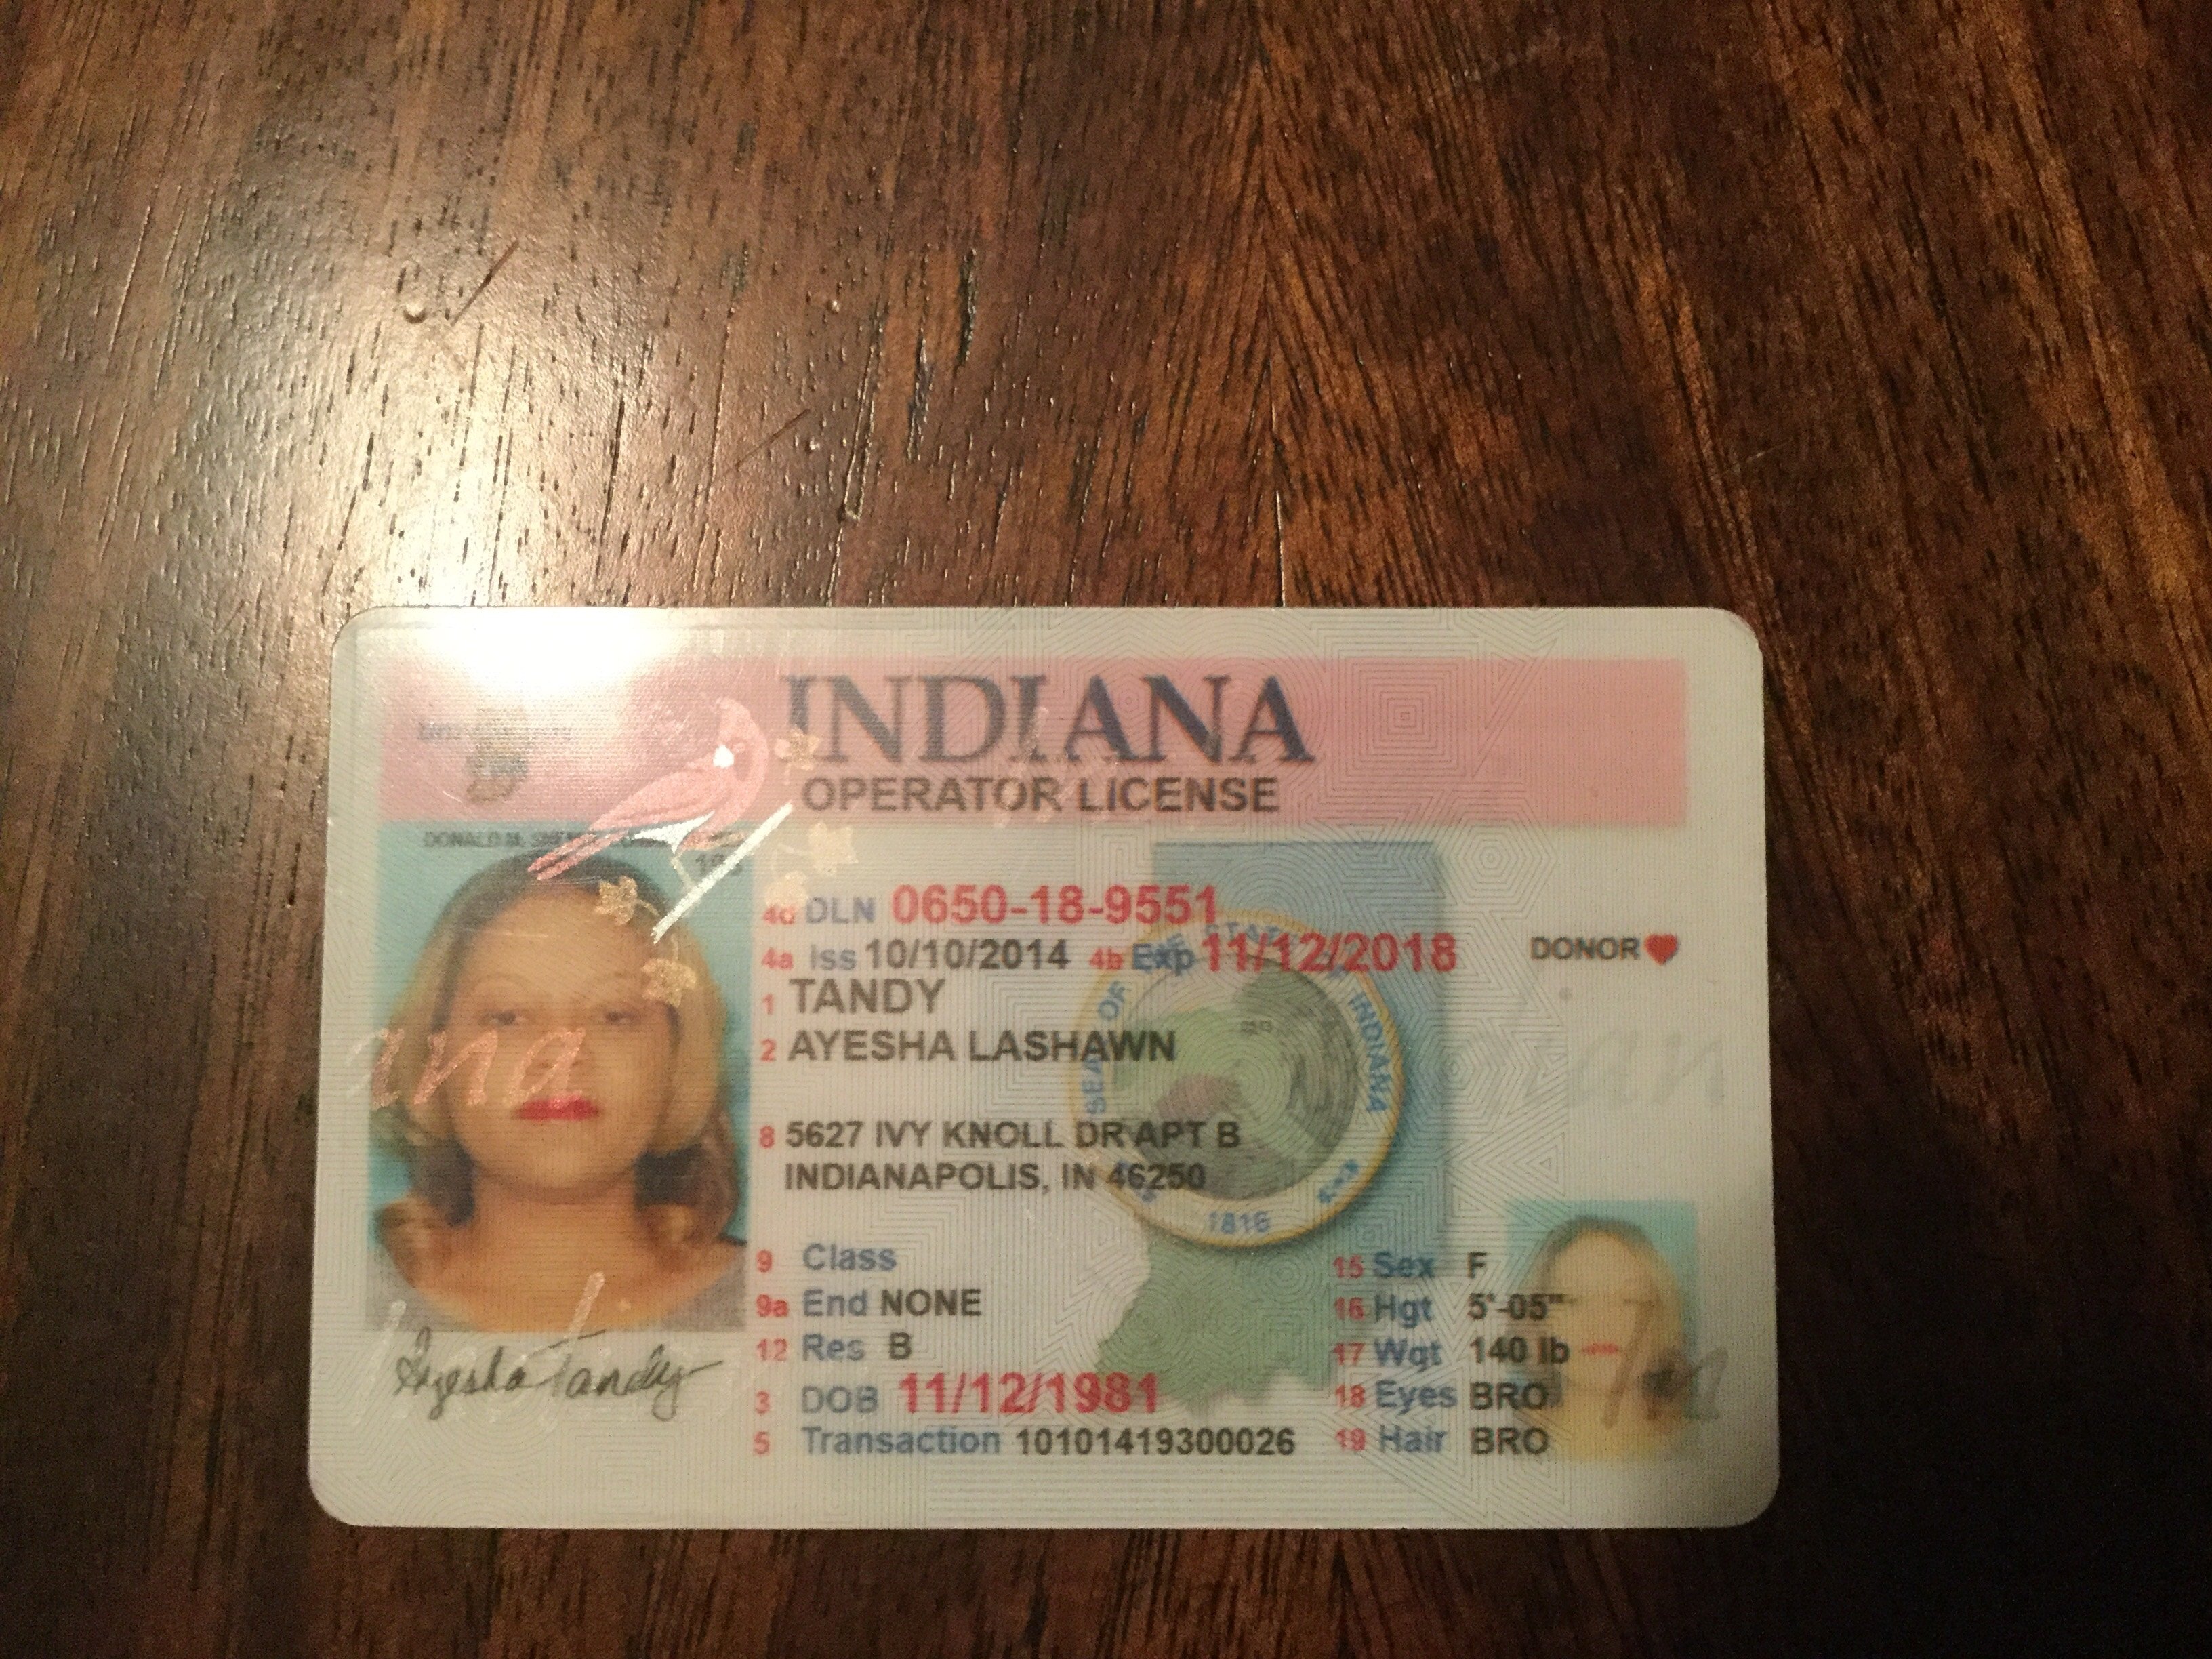 INDIANA
OPERATOR LICENSE
4d DLN 0650-18-9551
4a Iss 10/10/2014 4b Exp 11/12/2018 DONOR
1 TANDY
2 AYESHA LASHAWN
8 5627 IVY KNOLL DR APT B
INDIANAPOLIS, IN 46250
SEAL OF THE STATE OF INDIANA
1816
9 Class
9a End NONE
12 Res B
3 DOB 11/12/1981
5 Transaction 10101419300026
15 Sex F
16 Hgt 5'-05"
17 Wgt 140 lb
18 Eyes BRO
19 Hair BRO
Ayesha Tandy
DONALD M.
ana